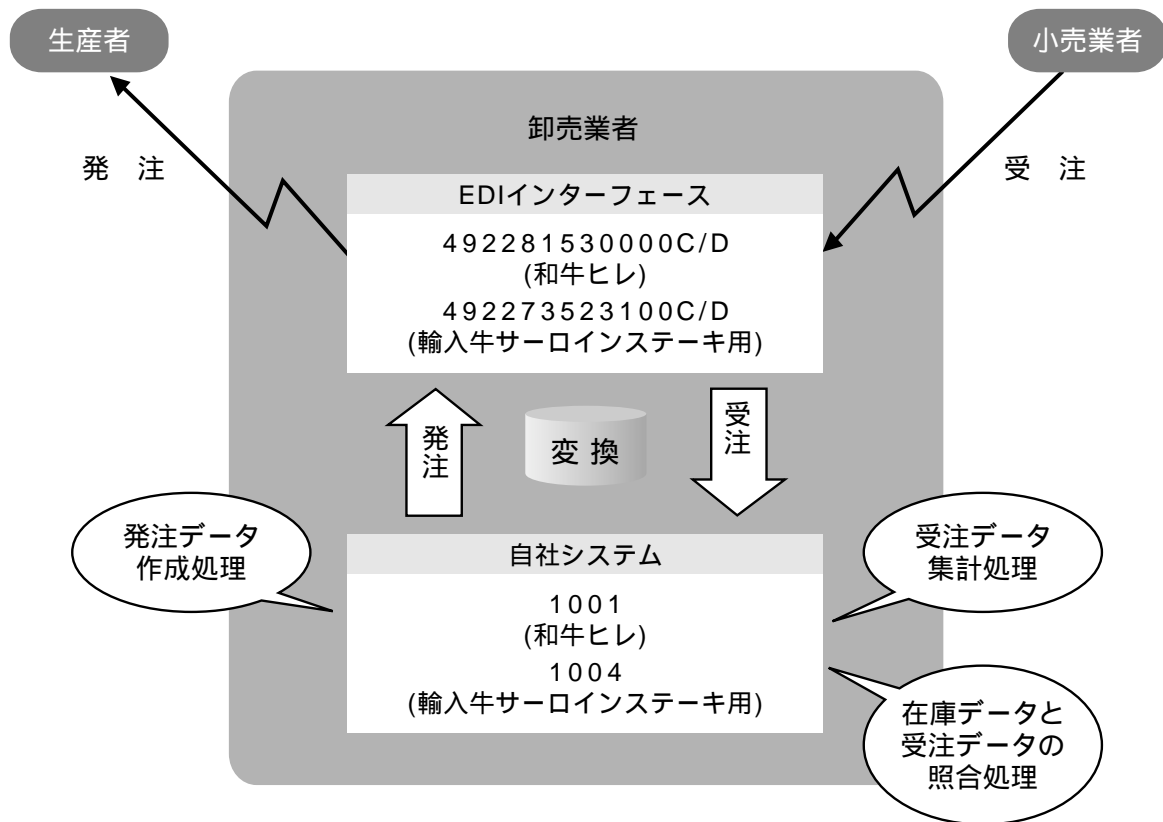 生産者
小売業者
卸売業者
発 注
受 注
EDIインターフェース
492281530000C/D
(和牛ヒレ)
492273523100C/D
(輸入牛サーロインステーキ用)
発注
変 換
受注
発注データ
作成処理
受注データ
集計処理
自社システム
1001
(和牛ヒレ)
1004
(輸入牛サーロインステーキ用)
在庫データと
受注データの
照合処理